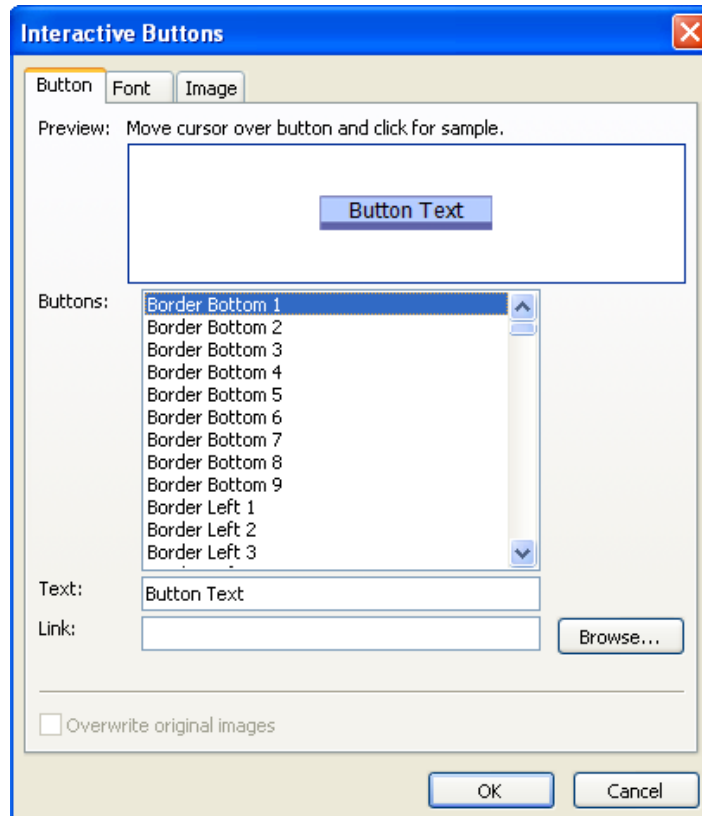 Interactive Buttons
Button Font Image
Preview: Move cursor over button and click for sample.
Button Text
Buttons:
Border Bottom 1
Border Bottom 2
Border Bottom 3
Border Bottom 4
Border Bottom 5
Border Bottom 6
Border Bottom 7
Border Bottom 8
Border Bottom 9
Border Left 1
Border Left 2
Border Left 3
Text: Button Text
Link:
Browse...
Overwrite original images
OK Cancel